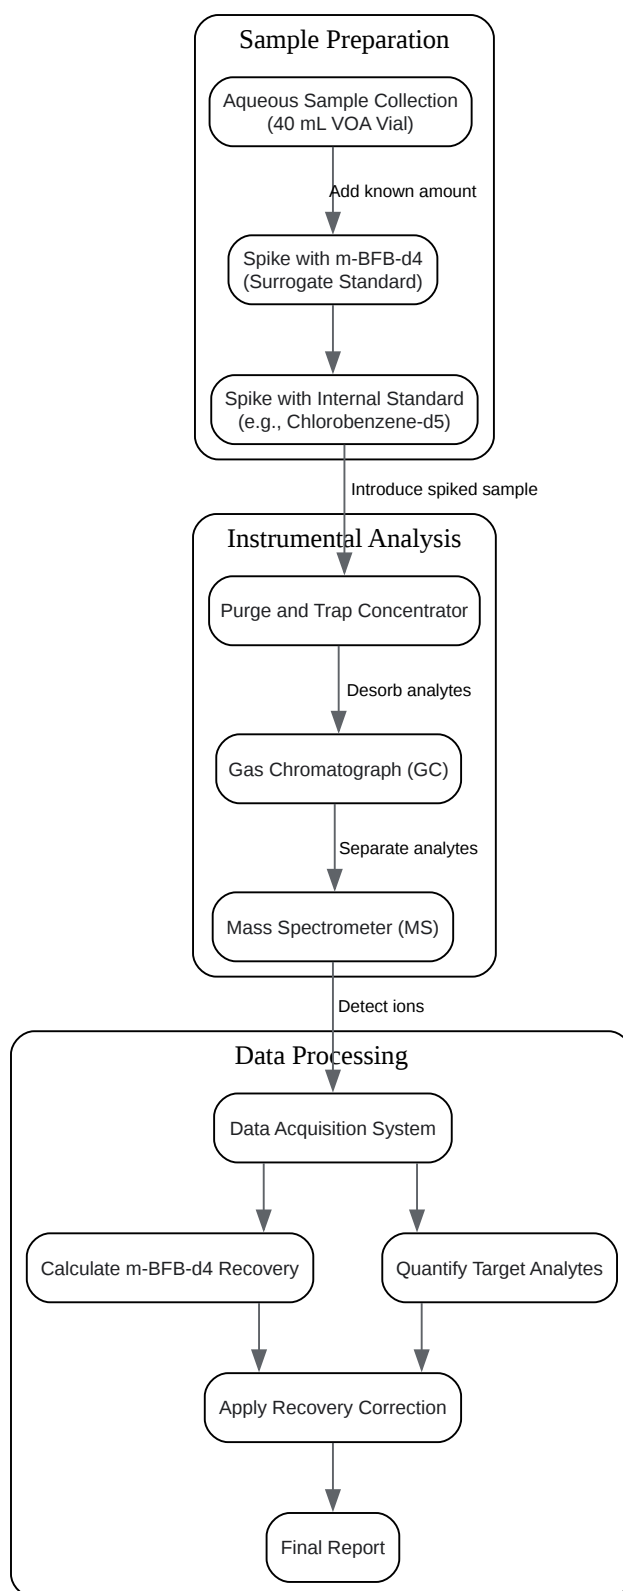 Sample Preparation
Aqueous Sample Collection
(40 mL VOA Vial)
Add known amount
Spike with m-BFB-d4
(Surrogate Standard)
Spike with Internal Standard
(e.g., Chlorobenzene-d5)
Introduce spiked sample
Instrumental Analysis
Purge and Trap Concentrator
Desorb analytes
Gas Chromatograph (GC)
Separate analytes
Mass Spectrometer (MS)
Detect ions
Data Processing
Data Acquisition System
Calculate m-BFB-d4 Recovery
Quantify Target Analytes
Apply Recovery Correction
Final Report